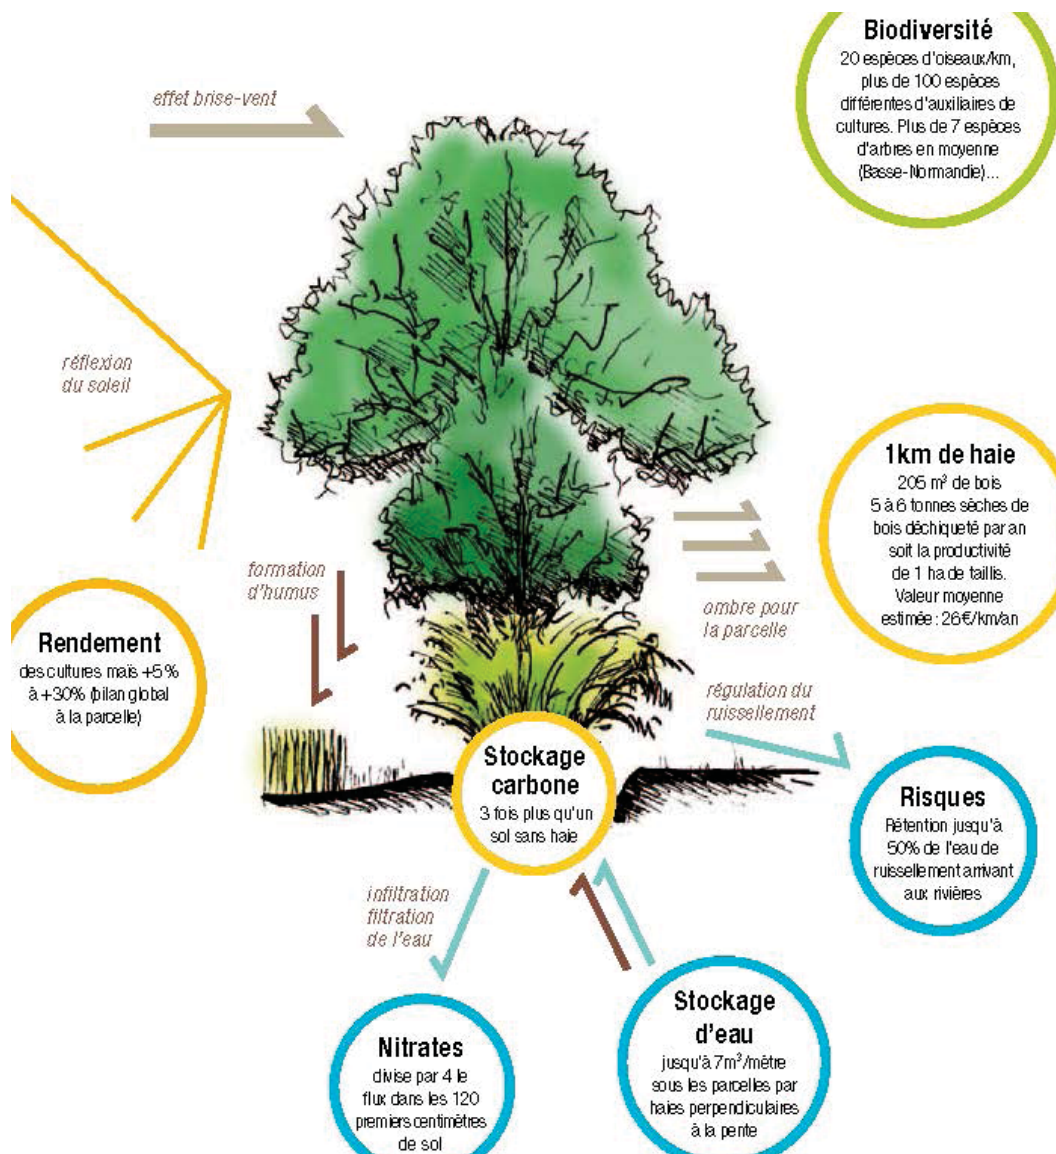 Biodiversité
20 espèces d'oiseaux/km,
plus de 100 espèces
différentes d'auxiliaires de
cultures. Plus de 7 espèces
d'arbres en moyenne
(Basse-Normandie)...
effet brise-vent
réflexion
du soleil
1km de haie
205 m³ de bois
5 à 6 tonnes sèches de
bois déchiqueté par an
soit la productivité
de 1 ha de taillis.
Valeur moyenne
estimée : 26€/km/an
formation
d'humus
ombre pour
la parcelle
Rendement
des cultures maïs +5%
à +30% (bilan global
à la parcelle)
régulation du
ruissellement
Stockage
carbone
3 fois plus qu'un
sol sans haie
Risques
Rétention jusqu'à
50% de l'eau de
ruissellement arrivant
aux rivières
infiltration
filtration
de l'eau
Nitrates
divise par 4 le
flux dans les 120
premiers centimètres
de sol
Stockage
d'eau
jusqu'à 7m³/mètre
sous les parcelles par
haies perpendiculaires
à la pente